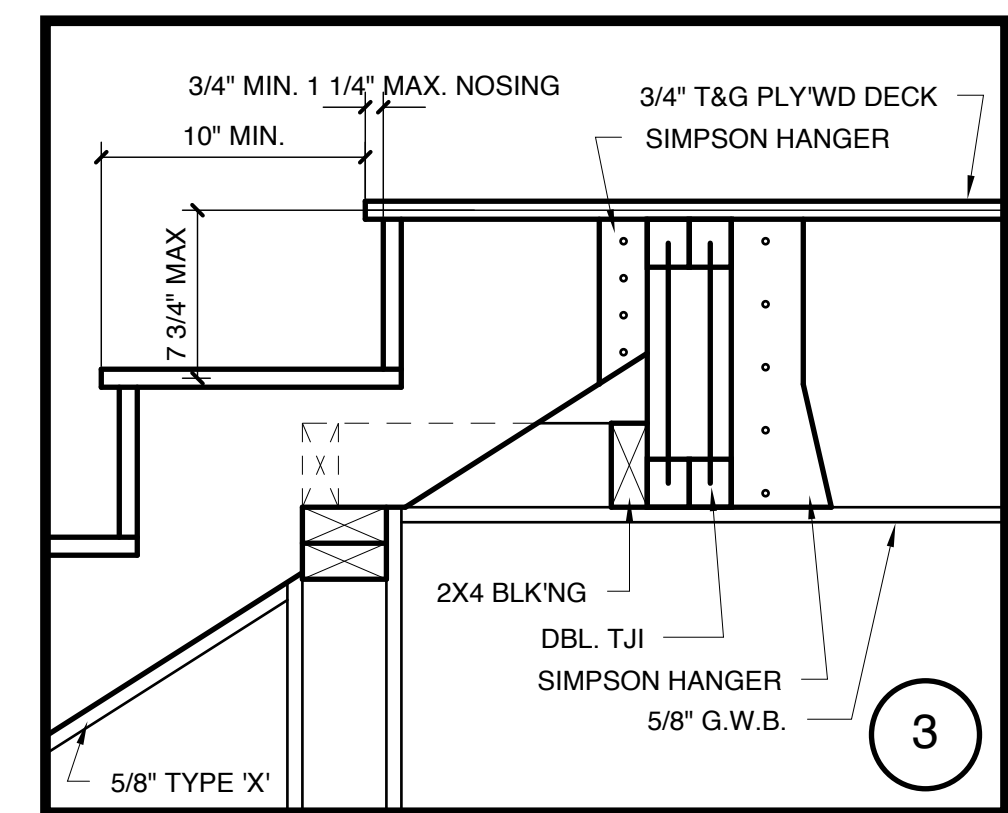 3/4" MIN. 1 1/4" MAX. NOSING
3/4" T&G PLY'WD DECK
10" MIN.
SIMPSON HANGER
7 3/4" MAX
2X4 BLK'NG
DBL. TJI
SIMPSON HANGER
5/8" G.W.B.
3
5/8" TYPE 'X'